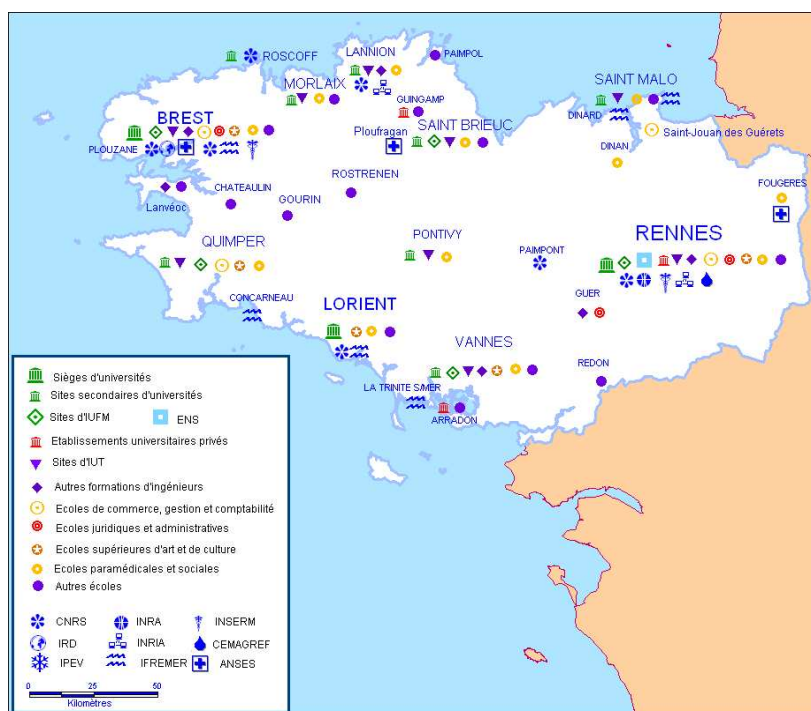 ROSCOFF
LANNION
PAIMPOL
MORLAIX
GUINGAMP
SAINT MALO
BREST
DINARD
Saint-Jouan des Guérets
PLOUZANE
Ploufragan
SAINT BRIEUC
DINAN
Lanvéoc
CHATEAULIN
GOURIN
ROSTRENEN
FOUGERES
QUIMPER
PONTIVY
PAIMPONT
RENNES
CONCARNEAU
LORIENT
GUER
VANNES
REDON
LA TRINITE S/MER
ARRADON
Sièges d'universités
Sites secondaires d'universités
Sites d'IUFM
ENS
Etablissements universitaires privés
Sites d'IUT
Autres formations d'ingénieurs
Ecoles de commerce, gestion et comptabilité
Ecoles juridiques et administratives
Ecoles supérieures d'art et de culture
Ecoles paramédicales et sociales
Autres écoles
CNRS INRA INSERM
IRD INRIA CEMAGREF
IPEV IFREMER ANSES
0 25 50
Kilomètres